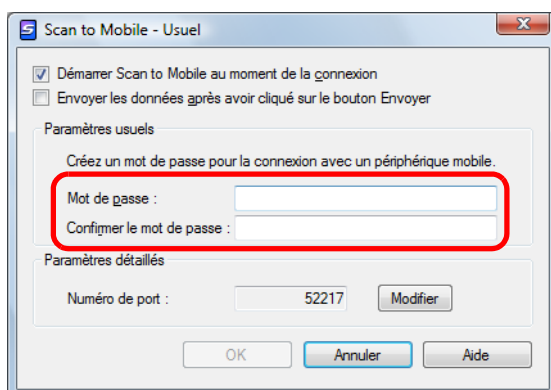 Scan to Mobile - Usuel
Démarrer Scan to Mobile au moment de la connexion
Envoyer les données après avoir cliqué sur le bouton Envoyer
Paramètres usuels
Créez un mot de passe pour la connexion avec un périphérique mobile.
Mot de passe :
Confirmer le mot de passe :
Paramètres détaillés
Numéro de port : 52217 Modifier
OK Annuler Aide